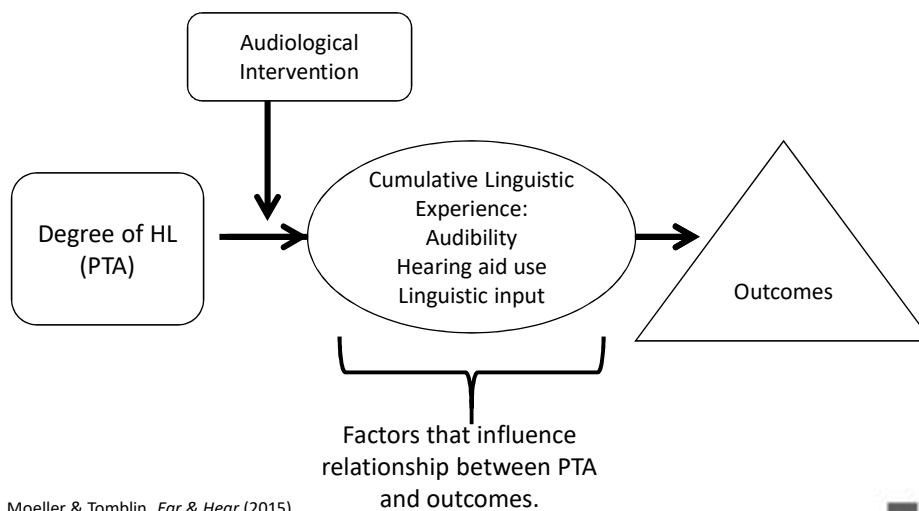 Audiological
Intervention
Degree of HL
(PTA)
Cumulative Linguistic
Experience:
Audibility
Hearing aid use
Linguistic input
Outcomes
Factors that influence
relationship between PTA
and outcomes.
Moeller & Tomblin, Ear & Hear (2015)